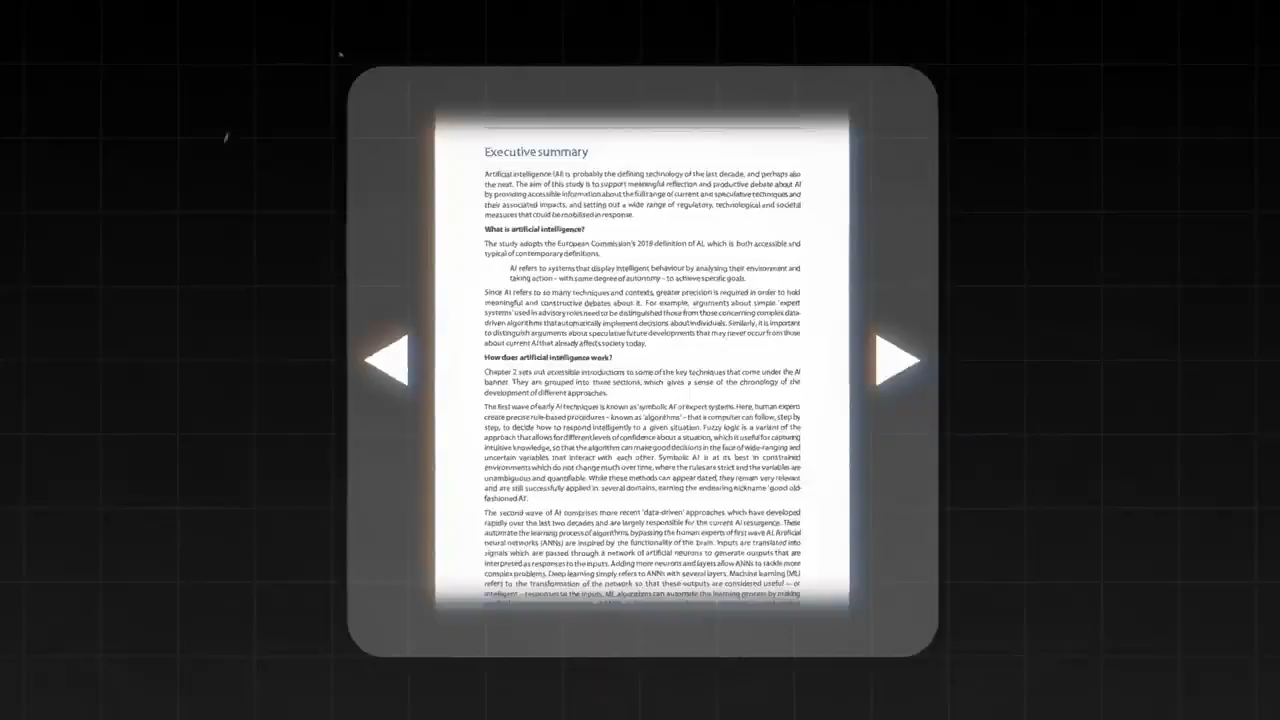 Executive summary
Artificial intelligence (AI) is probably the defining technology of the last decade, and perhaps also
the next. The aim of this study is to support meaningful reflection and productive debate about AI
by providing accessible information about the full range of current and speculative techniques and
their associated impacts, and setting out a wide range of regulatory, technological and societal
measures that could be mobilised in response.
What is artificial intelligence?
The study adopts the European Commission's 2019 definition of AI, which is both accessible and
typical of contemporary definitions.
AI refers to systems that display intelligent behaviour by analysing their environment and
taking action – with some degree of autonomy – to achieve specific goals.
Since AI refers to so many techniques and contexts, greater precision is required in order to hold
meaningful and constructive debates about it. For example, arguments about simple 'expert
systems' used in advisory roles need to be distinguished those from those concerning complex data-
driven algorithms that automatically implement decisions about individuals. Similarly, it is important
to distinguish arguments about speculative future developments that may never occur from those
about current AI that already affects society today.
How does artificial intelligence work?
Chapter 2 sets out accessible introductions to some of the key techniques that come under the AI
banner. They are grouped into three sections, which gives a sense of the chronology of the
development of different approaches.
The first wave of early AI techniques is known as 'symbolic AI' or expert systems. Here, human experts
create precise rule-based procedures – known as 'algorithms' – that a computer can follow, step by
step, to decide how to respond intelligently to a given situation. Fuzzy logic is a variant of the
approach that allows for different levels of confidence about a situation, which is useful for capturing
intuitive knowledge, so that the algorithm can make good decisions in the face of wide-ranging and
uncertain variables that interact with each other. Symbolic AI is at its best in constrained
environments which do not change much over time, where the rules are strict and the variables are
unambiguous and quantifiable. While these methods can appear dated, they remain very relevant
and are still successfully applied in several domains, earning the endearing nickname 'good old-
fashioned AI'.
The second wave of AI comprises more recent 'data-driven' approaches which have developed
rapidly over the last two decades and are largely responsible for the current AI resurgence. These
automate the learning process of algorithms, bypassing the human experts of first wave AI. Artificial
neural networks (ANNs) are inspired by the functionality of the brain. Inputs are translated into
signals which are passed through a network of artificial neurons to generate outputs that are
interpreted as responses to the inputs. Adding more neurons and layers allow ANNs to tackle more
complex problems. Deep learning simply refers to ANNs with several layers. Machine learning (ML)
refers to the transformation of the network so that these outputs are considered useful – or
intelligent – responses to the inputs. ML algorithms can automate this learning process by making